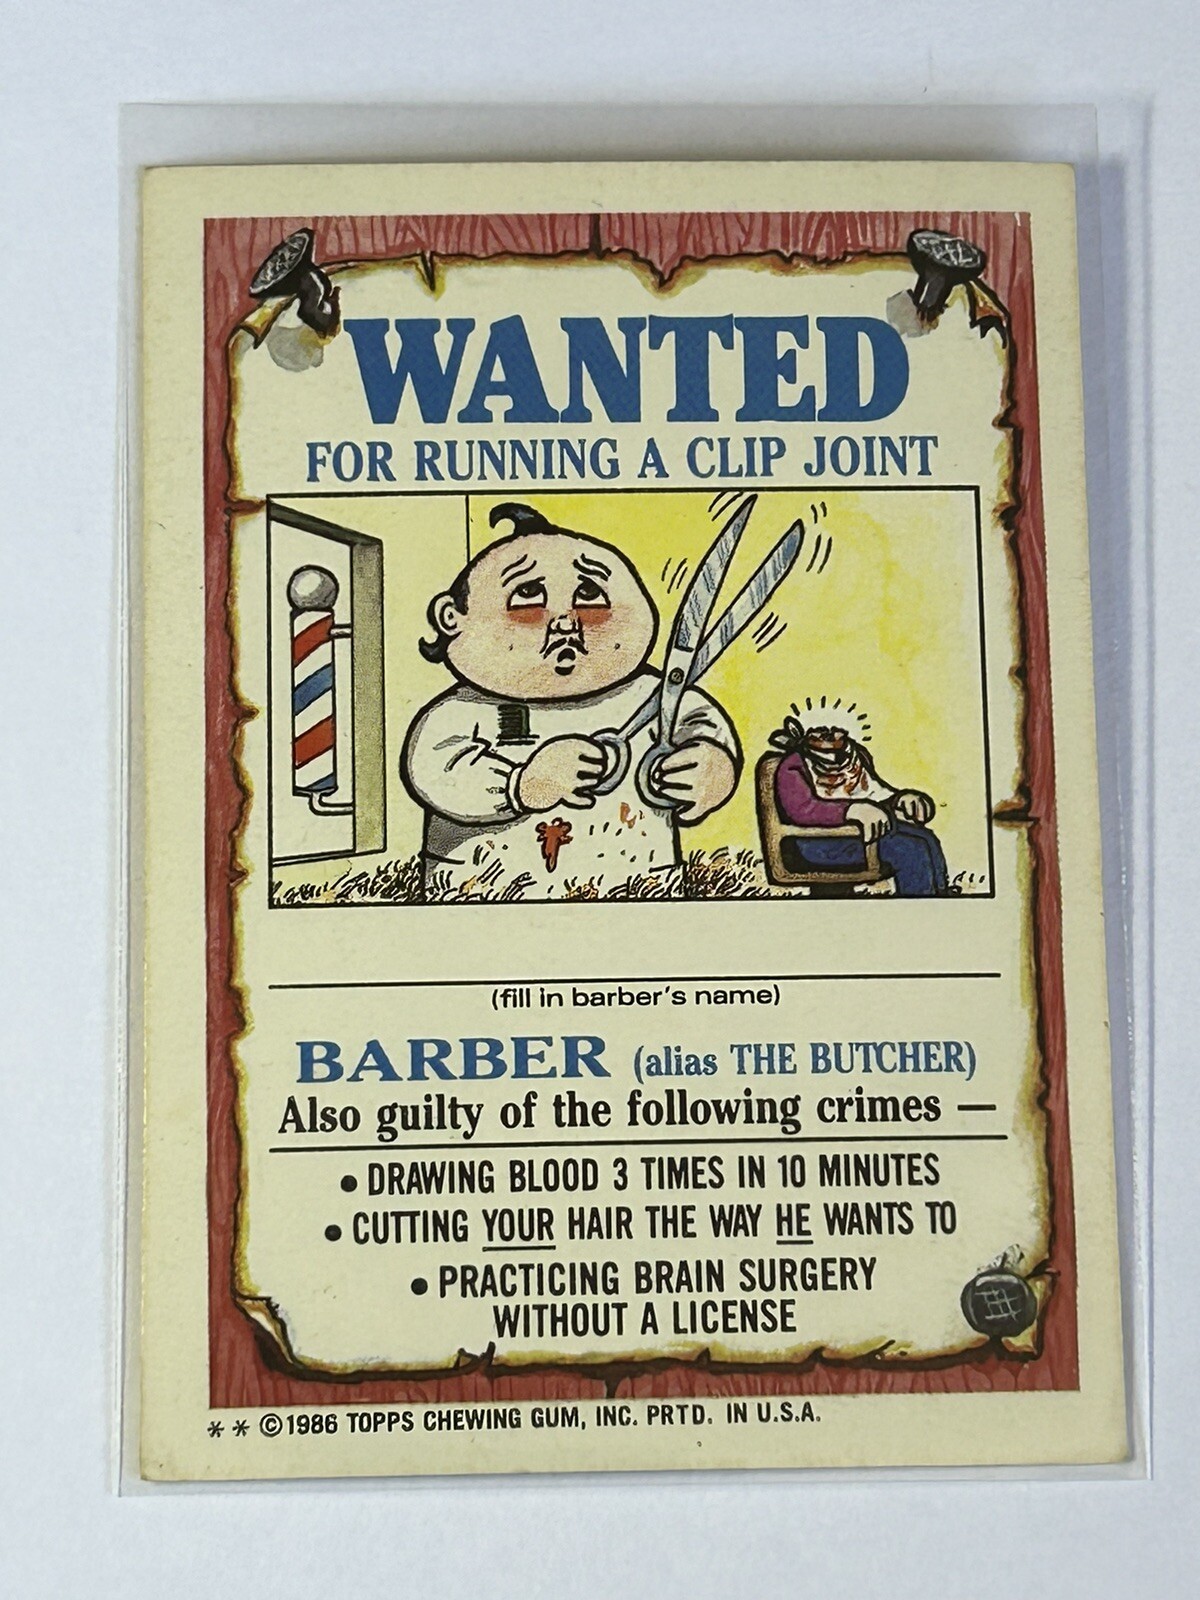 WANTED
FOR RUNNING A CLIP JOINT
(fill in barber's name)
BARBER (alias THE BUTCHER)
Also guilty of the following crimes —
• DRAWING BLOOD 3 TIMES IN 10 MINUTES
• CUTTING YOUR HAIR THE WAY HE WANTS TO
• PRACTICING BRAIN SURGERY
WITHOUT A LICENSE
* * ©1986 TOPPS CHEWING GUM, INC. PRTD. IN U.S.A.